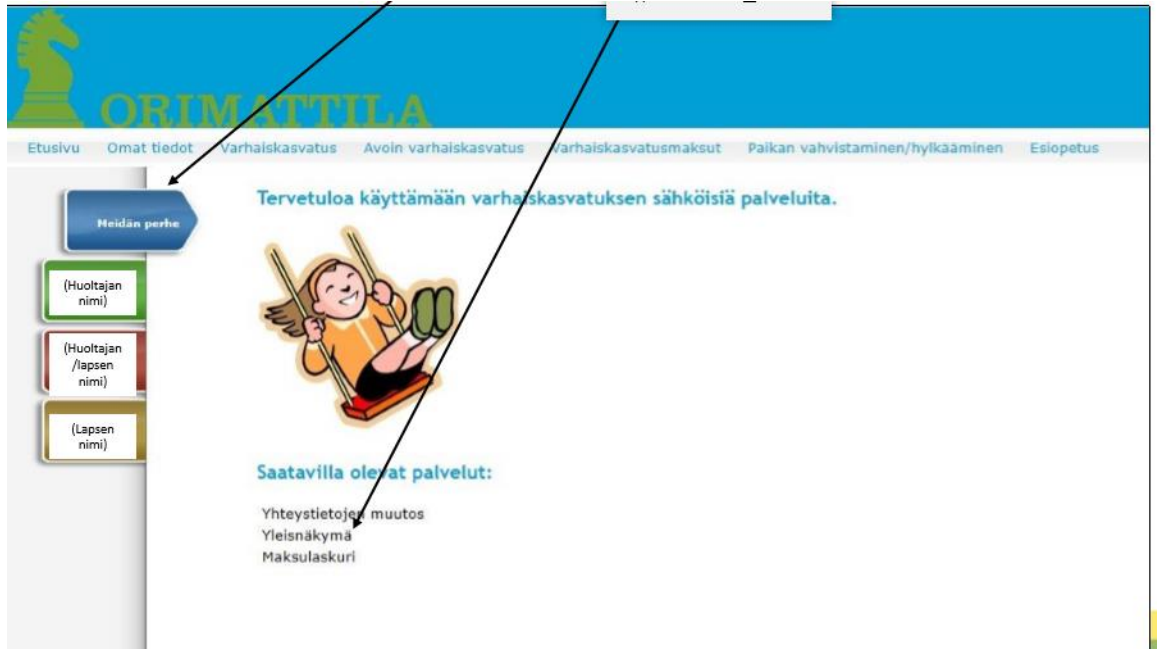 ORIMATTILA
Etusivu Omat tiedot Varhaiskasvatus Avoin varhaiskasvatus Varhaiskasvatusmaksut Paikan vahvistaminen/hylkääminen Esiopetus
Meidän perhe
(Huoltajan
nimi)
(Huoltajan
/lapsen
nimi)
(Lapsen
nimi)
Tervetuloa käyttämään varhaiskasvatuksen sähköisiä palveluita.
Saatavilla olevat palvelut:
Yhteystietojen muutos
Yleisnäkymä
Maksulaskuri